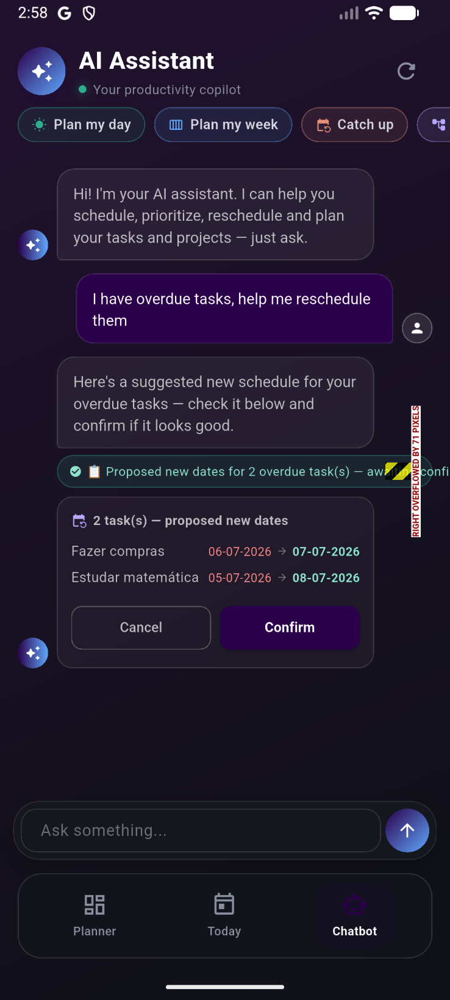 2:58
AI Assistant
Your productivity copilot
Plan my day
Plan my week
Catch up
Hi! I'm your AI assistant. I can help you
schedule, prioritize, reschedule and plan
your tasks and projects — just ask.
I have overdue tasks, help me reschedule
them
Here's a suggested new schedule for your
overdue tasks — check it below and
confirm if it looks good.
RIGHT OVERFLOWED BY 71 PIXELS
📋 Proposed new dates for 2 overdue task(s) — awaiting confi
2 task(s) — proposed new dates
Fazer compras 06-07-2026 → 07-07-2026
Estudar matemática 05-07-2026 → 08-07-2026
Cancel
Confirm
Ask something...
Planner
Today
Chatbot